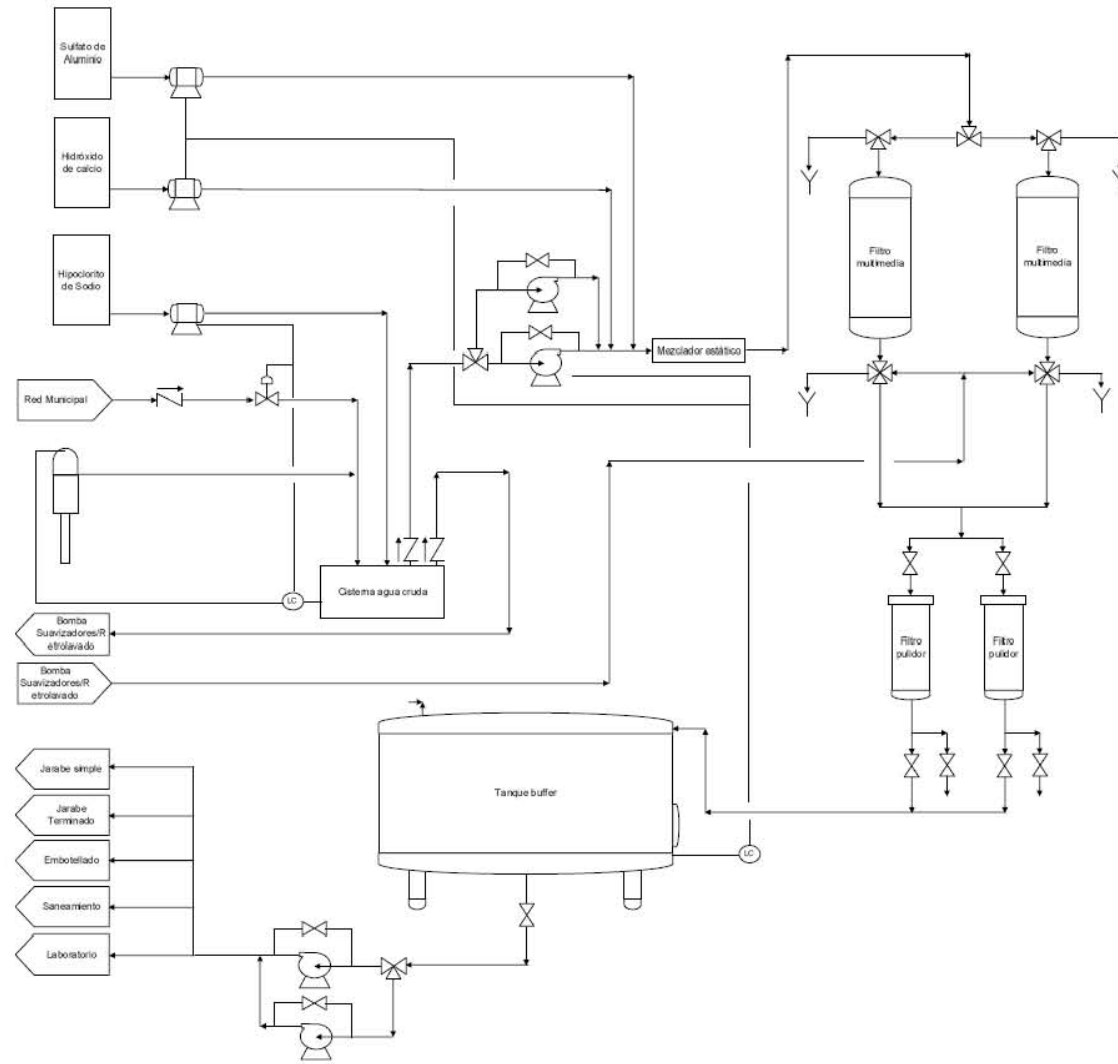 Sulfato de
Aluminio
Hidróxido
de calcio
Hipoclorito
de Sodio
Red Municipal
Filtro
multimedia
Filtro
multimedia
Mezclador estático
LC
Cisterna agua cruda
Bomba
Suavizadores/R
etrolavado
Bomba
Suavizadores/R
etrolavado
Filtro
pulidor
Filtro
pulidor
Tanque buffer
LC
Jarabe simple
Jarabe
Terminado
Embotellado
Saneamiento
Laboratorio